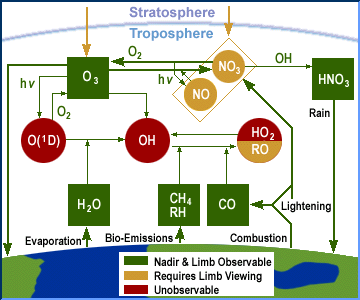 Stratosphere
Troposphere
O₂
OH
O₃
NO₃
HNO₃
hν
hν
NO
O₂
Rain
O(¹D)
OH
HO₂
RO
H₂O
CH₄
RH
CO
Lightening
Evaporation
Bio-Emissions
Combustion
Nadir & Limb Observable
Requires Limb Viewing
Unobservable